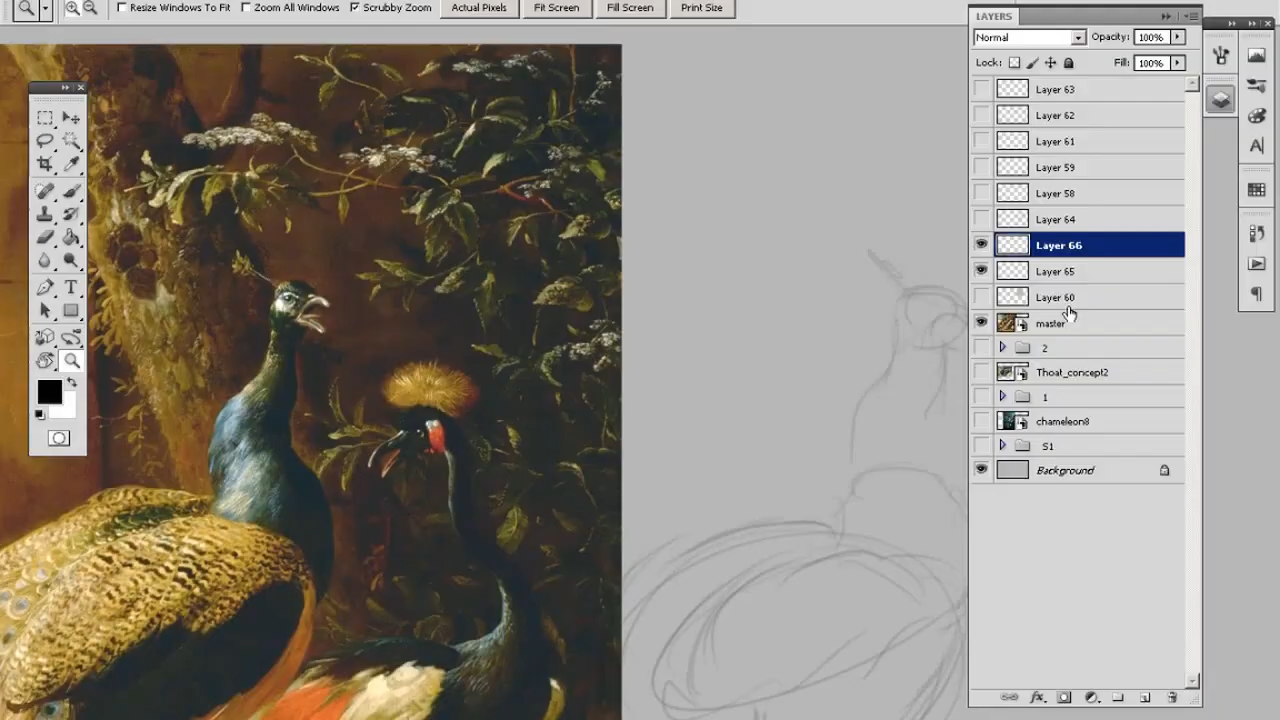 Resize Windows To Fit Zoom All Windows Scrubby Zoom Actual Pixels Fit Screen Fill Screen Print Size
LAYERS
Normal Opacity: 100%
Lock: Fill: 100%
Layer 63
Layer 62
Layer 61
Layer 59
Layer 58
Layer 64
Layer 66
Layer 65
Layer 60
master
2
Thoat_concept2
1
chameleon8
S1
Background